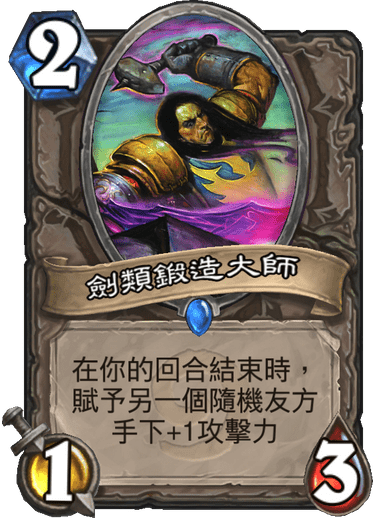 2
劍類鍛造大師
在你的回合結束時，
賦予另一個隨機友方
手下+1攻擊力
1
3